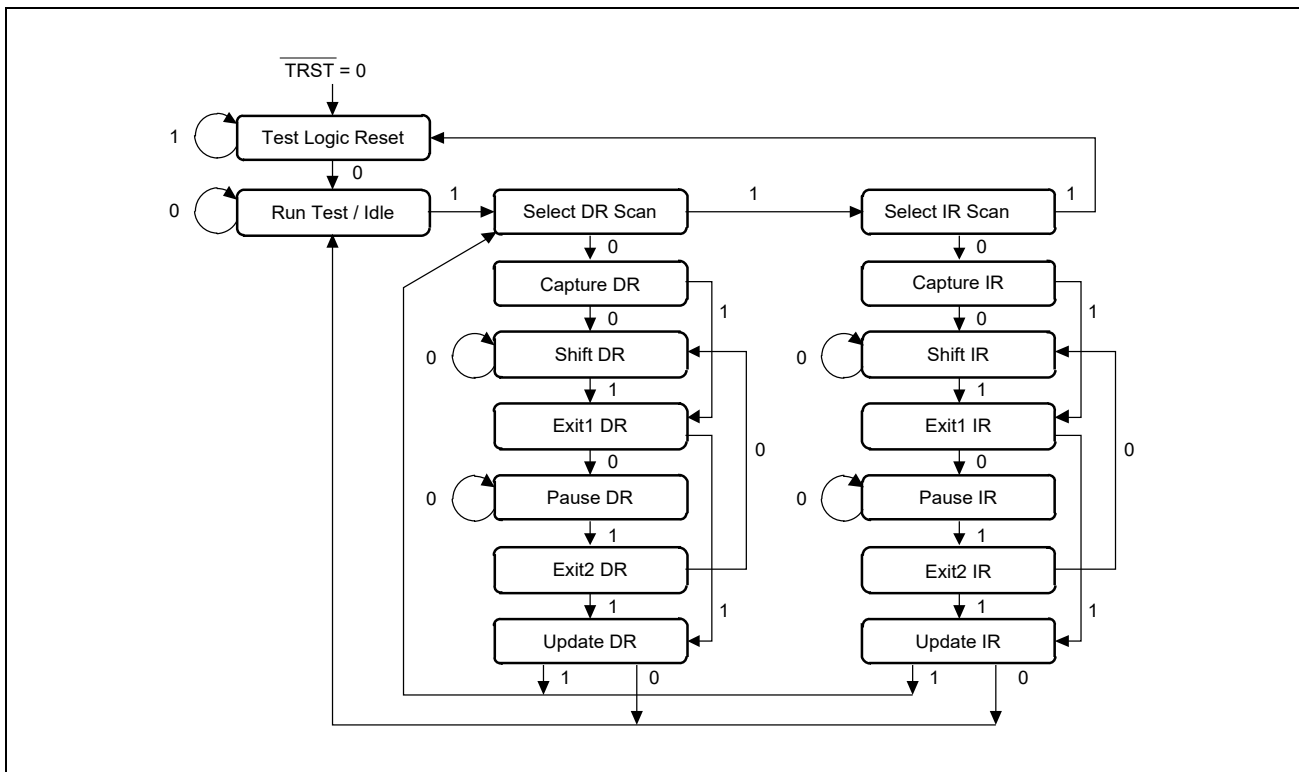 TRST = 0
1
Test Logic Reset
0
0
Run Test / Idle
1
Select DR Scan
1
Select IR Scan
1
0
0
Capture DR
Capture IR
1
1
0
0
0
Shift DR
0
Shift IR
1
1
Exit1 DR
Exit1 IR
0
0
0
0
0
Pause DR
0
Pause IR
1
1
Exit2 DR
Exit2 IR
1
1
1
1
Update DR
Update IR
1
0
1
0